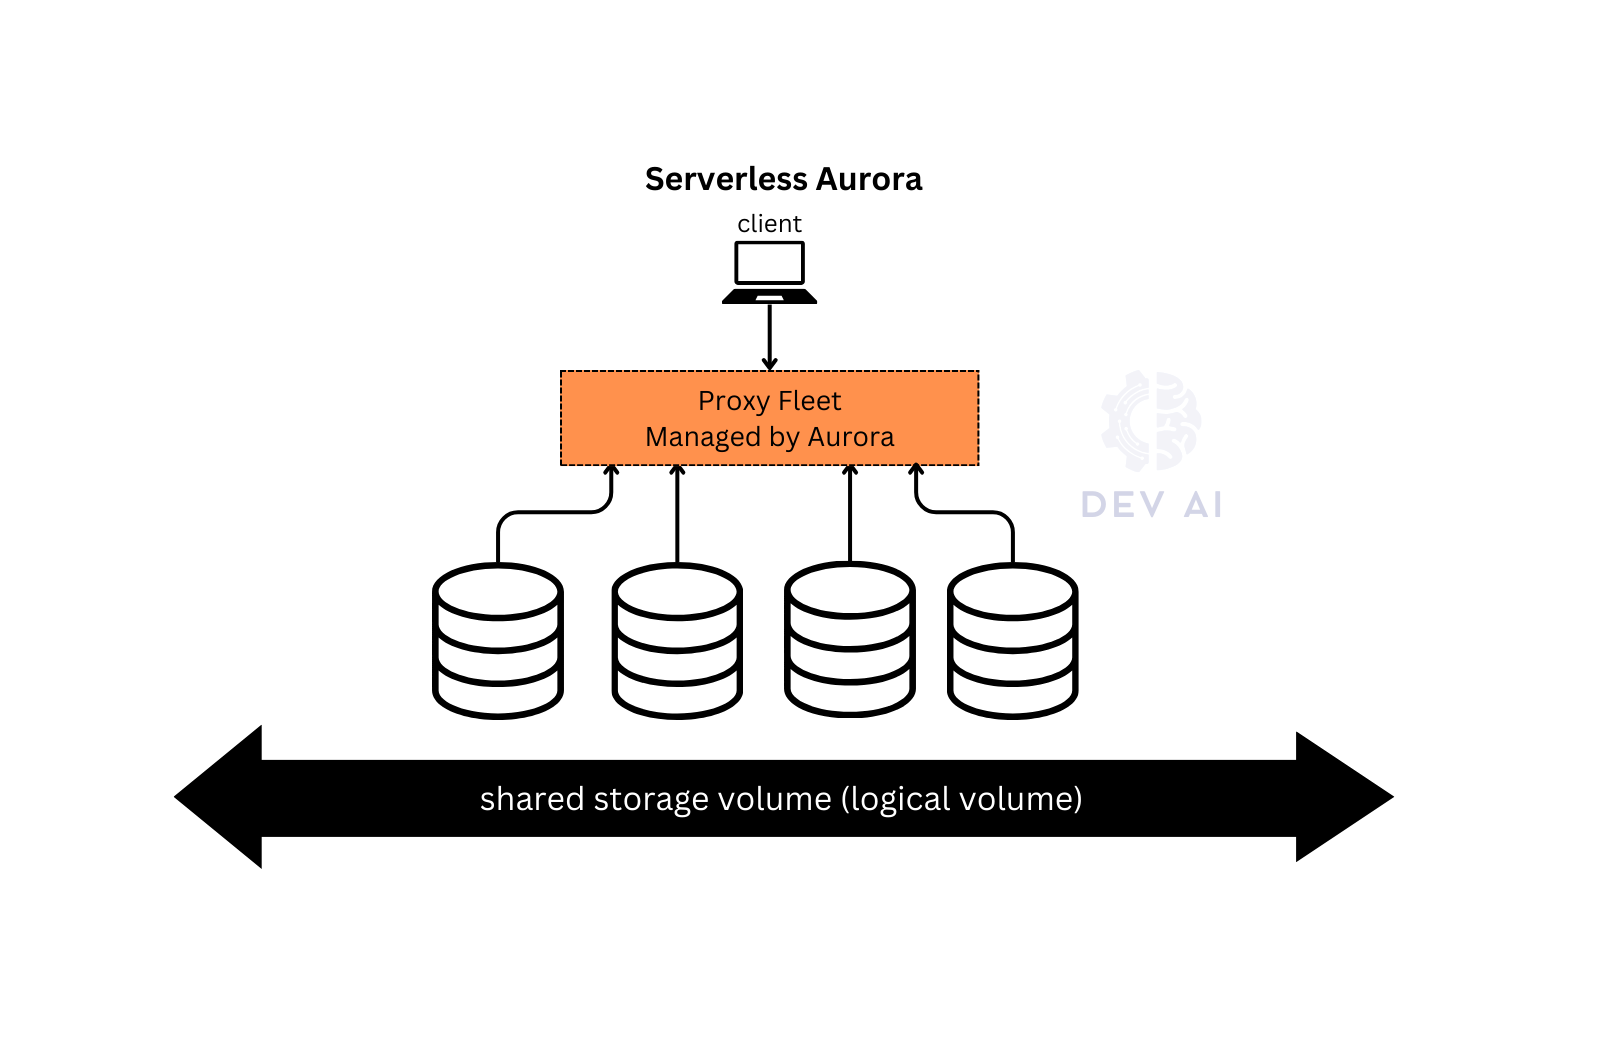 Serverless Aurora
client
Proxy Fleet
Managed by Aurora
DEV AI
shared storage volume (logical volume)